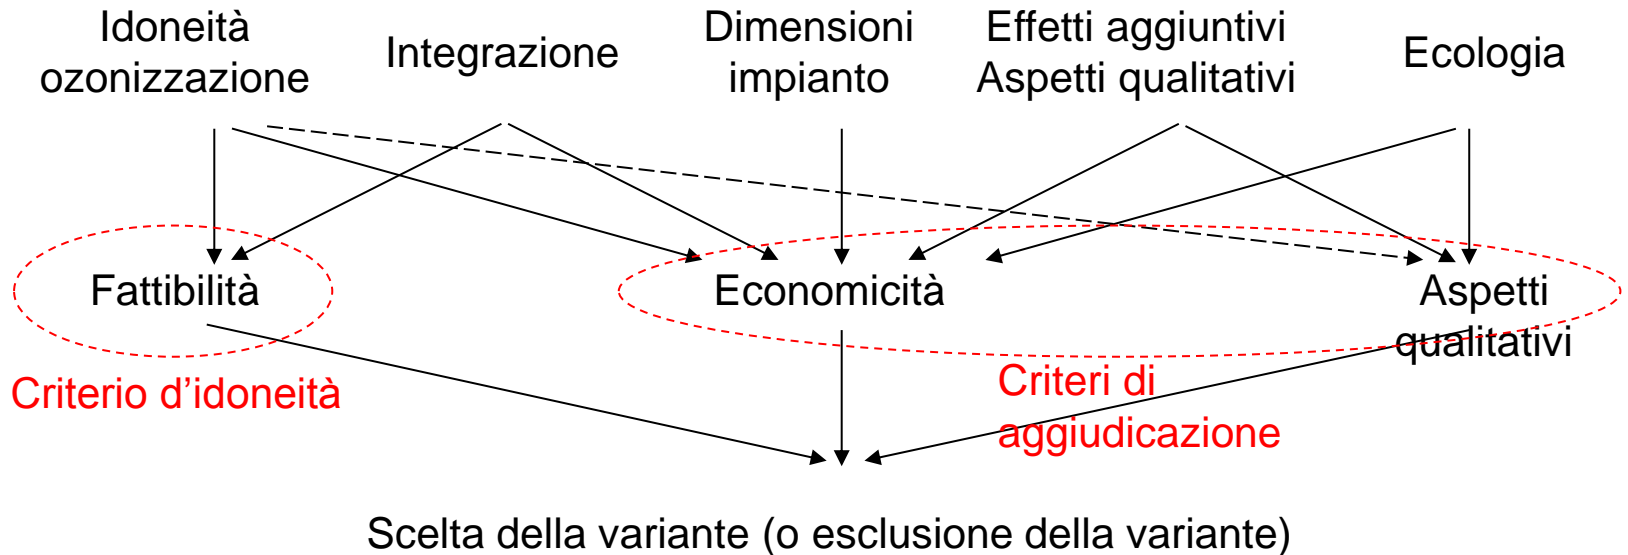 Idoneità
ozonizzazione
Integrazione
Dimensioni
impianto
Effetti aggiuntivi
Aspetti qualitativi
Ecologia
Fattibilità
Economicità
Aspetti
qualitativi
Criterio d’idoneità
Criteri di
aggiudicazione
Scelta della variante (o esclusione della variante)